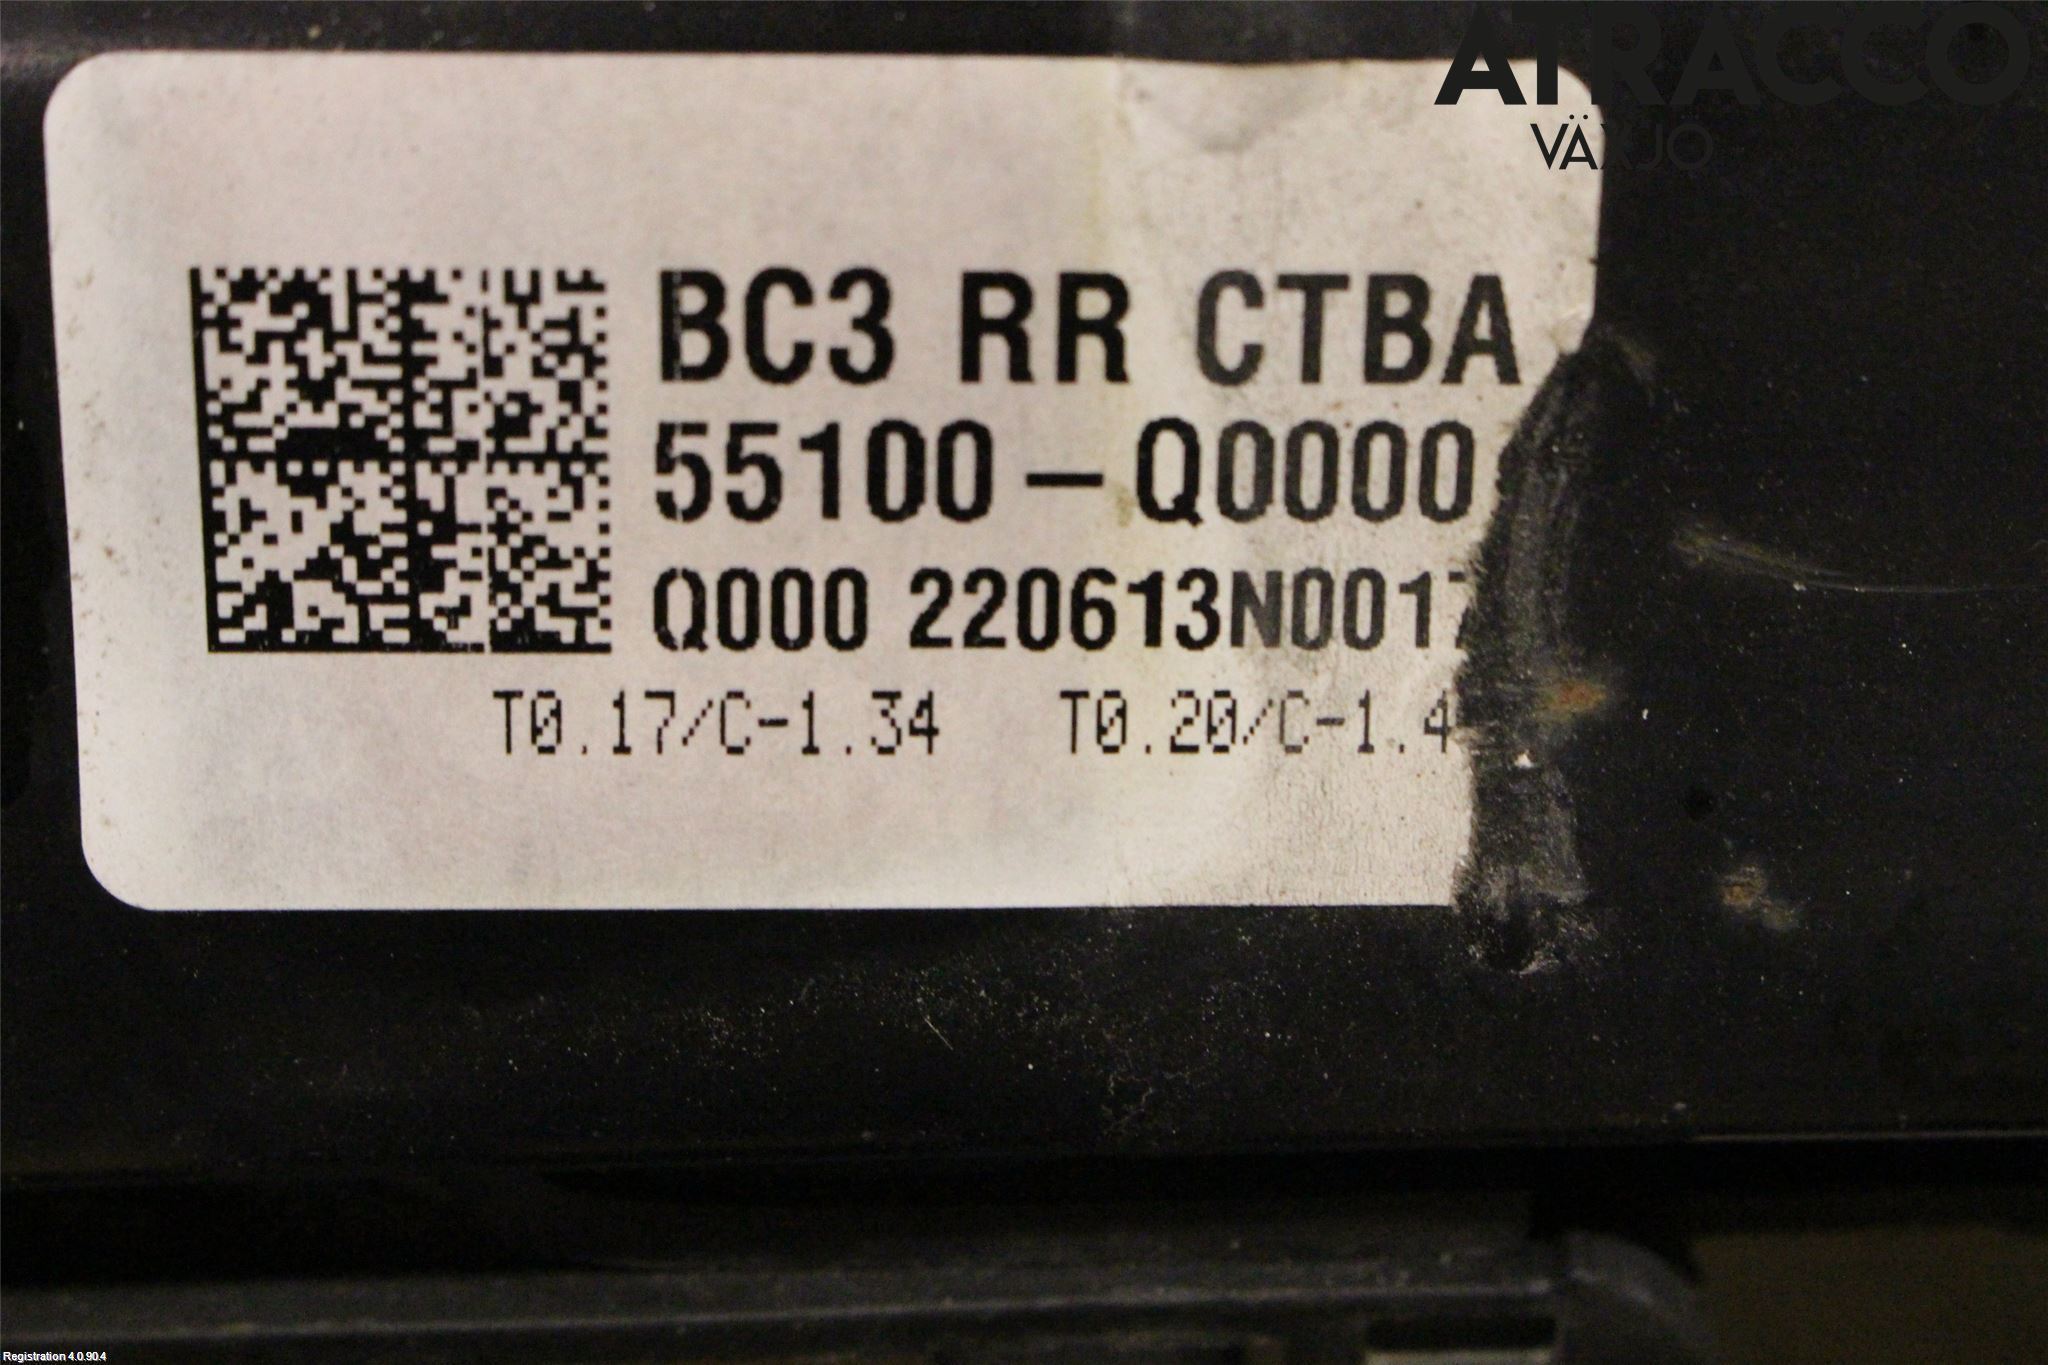 ATRACCO
VÄXJÖ
BC3 RR CTBA
55100-Q0000
Q000 220613N0017
T0.17/C-1.34 T0.20/C-1.4
Registration 4.0.90.4